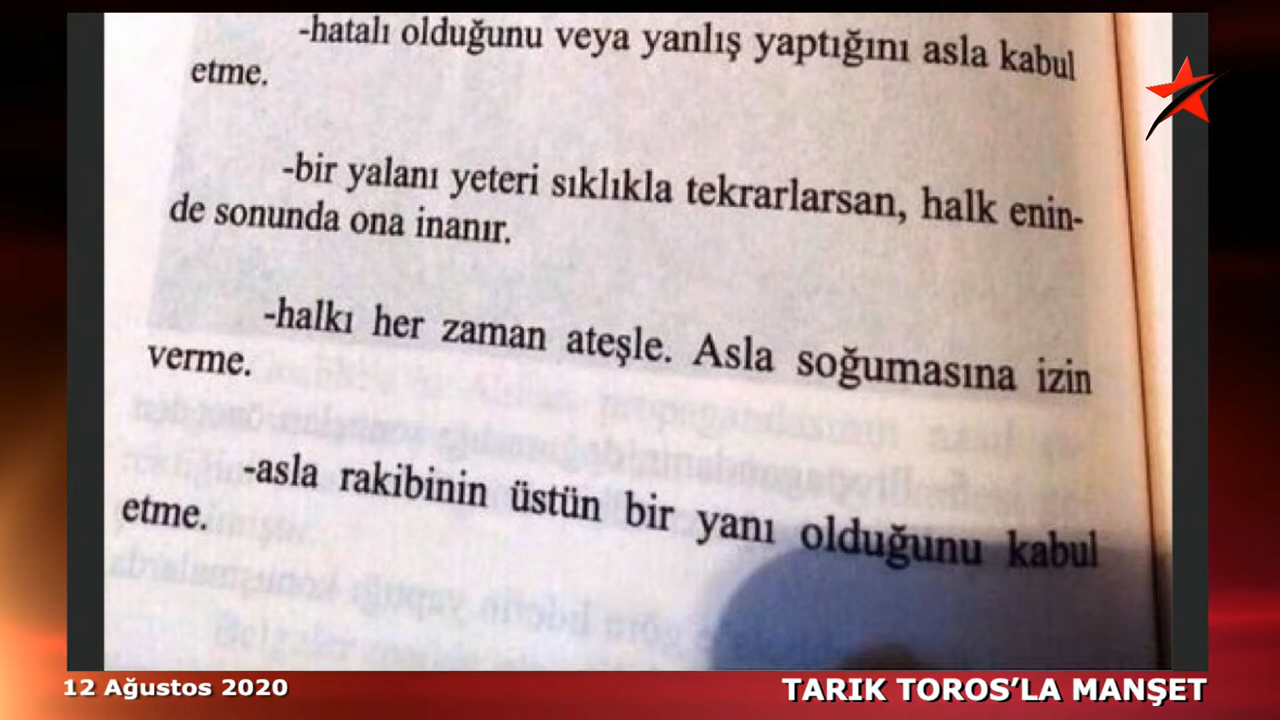 -hatalı olduğunu veya yanlış yaptığını asla kabul
etme.
-bir yalanı yeteri sıklıkla tekrarlarsan, halk enin-
de sonunda ona inanır.
-halkı her zaman ateşle. Asla soğumasına izin
verme.
-asla rakibinin üstün bir yanı olduğunu kabul
etme.
12 Ağustos 2020
TARIK TOROS’LA MANŞET